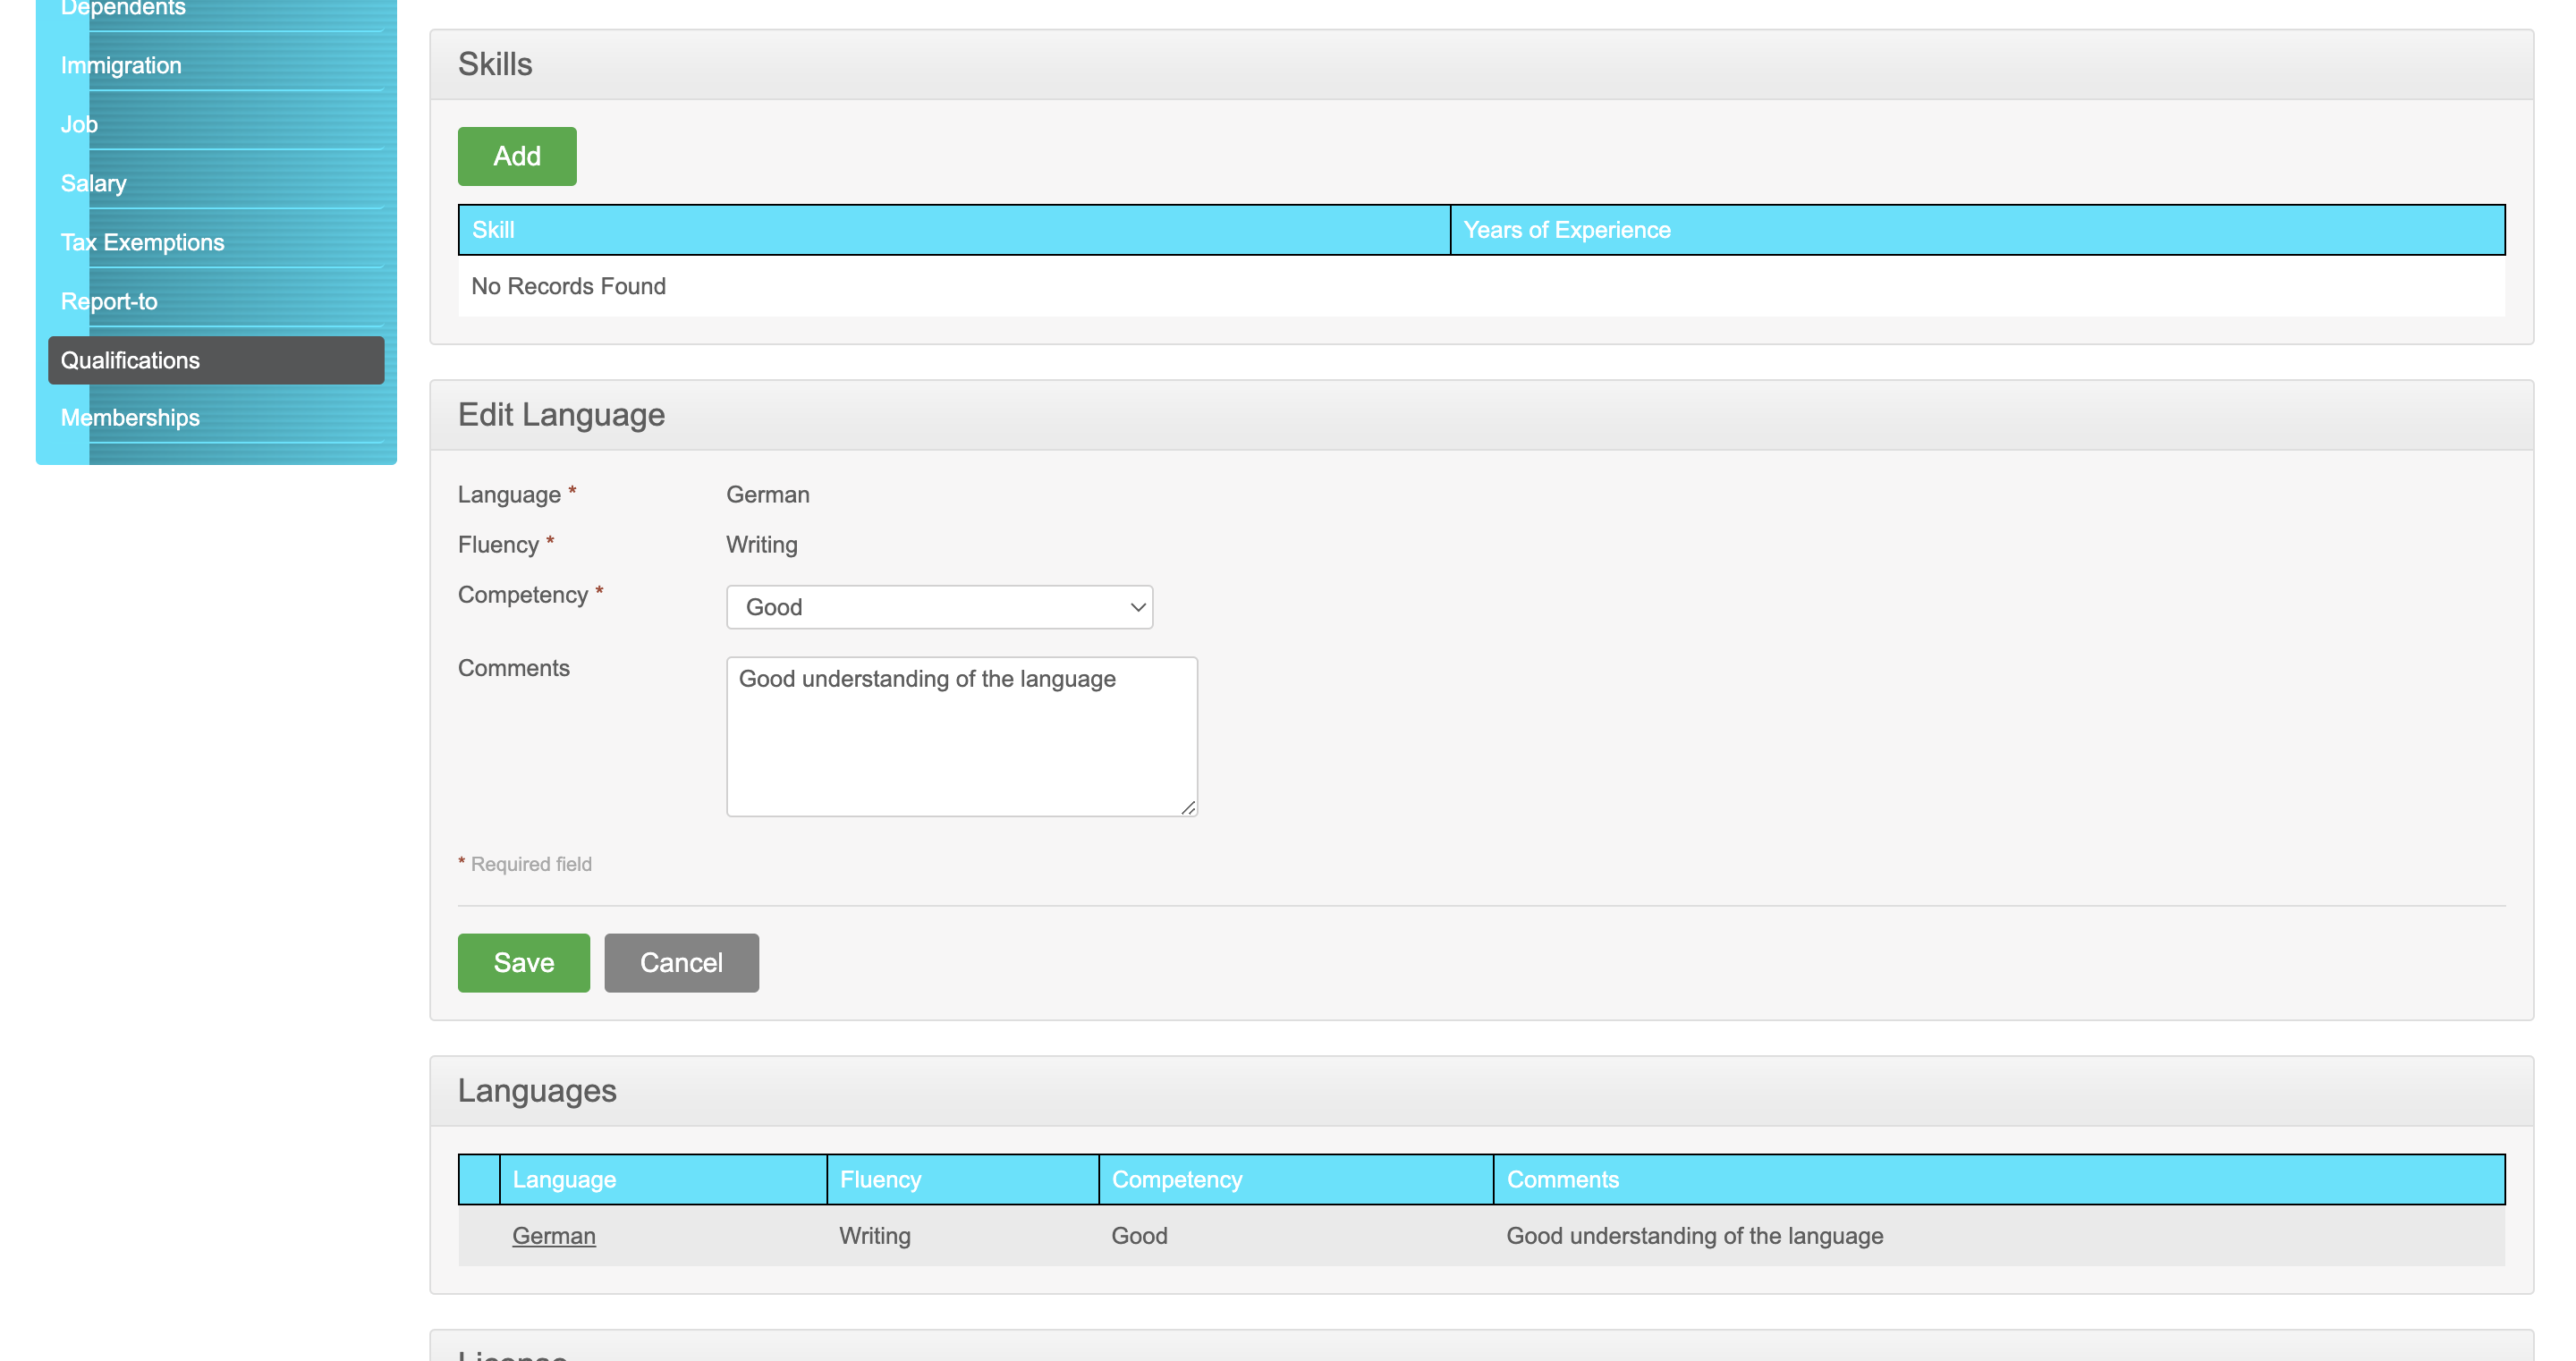 Dependents
Immigration
Job
Salary
Tax Exemptions
Report-to
Qualifications
Memberships
Skills
Add
Skill Years of Experience
No Records Found
Edit Language
Language * German
Fluency * Writing
Competency * Good
Comments Good understanding of the language
* Required field
Save Cancel
Languages
Language Fluency Competency Comments
German Writing Good Good understanding of the language
License